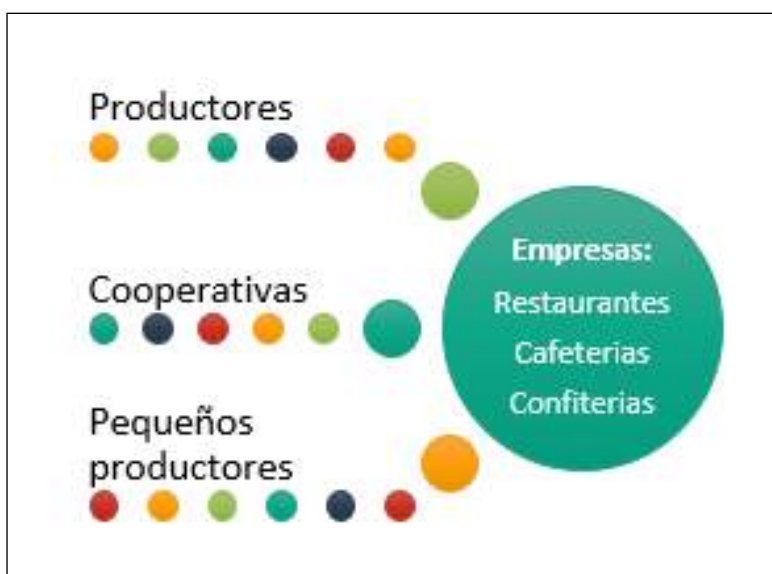 Productores
Cooperativas
Pequeños
productores
Empresas:
Restaurantes
Cafeterias
Confiterias